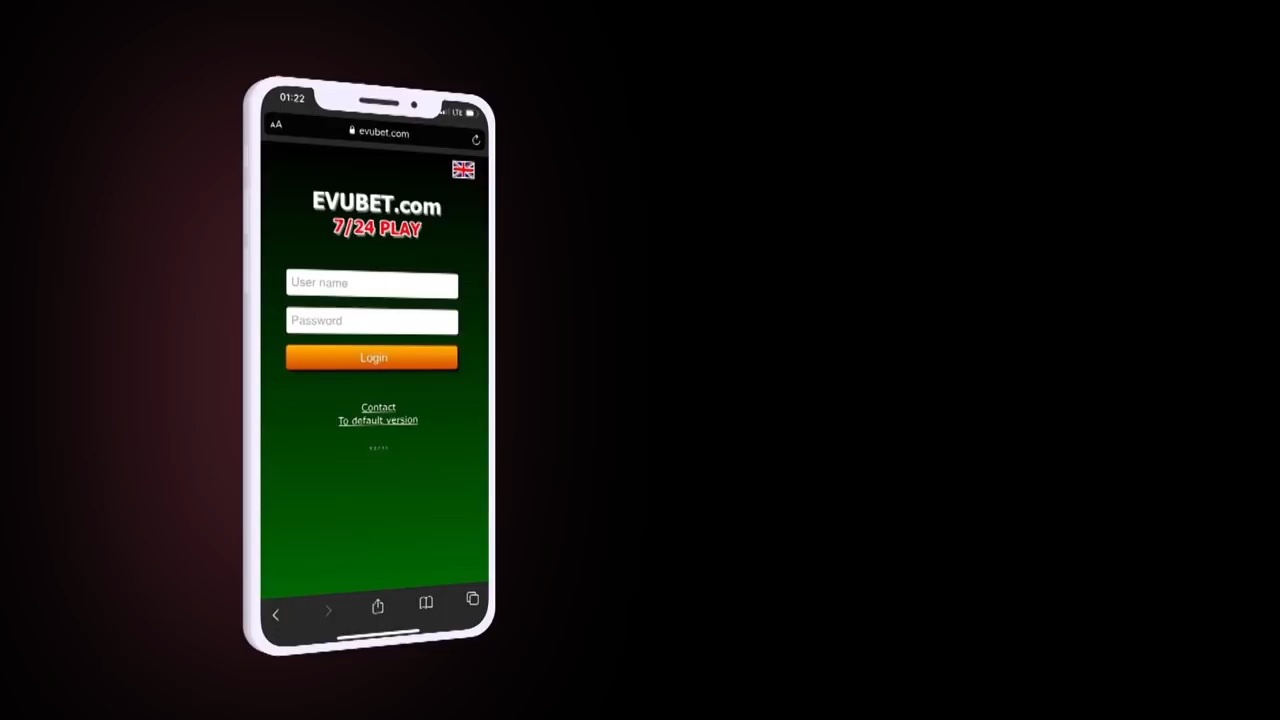 01:22
LTE
AA
evubet.com
EVUBET.com
7/24 PLAY
User name
Password
Login
Contact
To default version